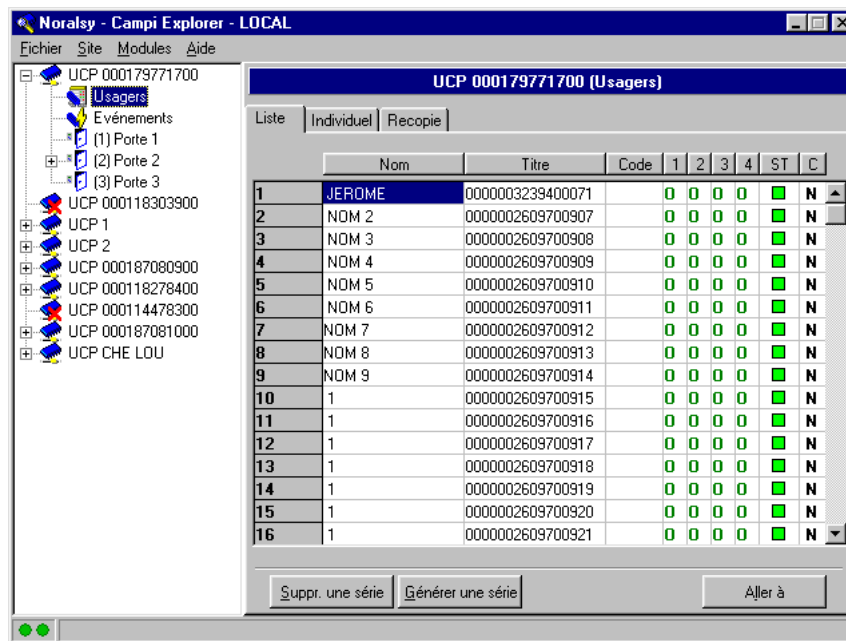 Noralsy - Campi Explorer - LOCAL
Fichier Site Modules Aide
UCP 000179771700
Usagers
Evénements
(1) Porte 1
(2) Porte 2
(3) Porte 3
UCP 000118303900
UCP 1
UCP 2
UCP 000187080900
UCP 000118278400
UCP 000114478300
UCP 000187081000
UCP CHE LOU
UCP 000179771700 (Usagers)
Liste Individuel Recopie
Nom Titre Code 1 2 3 4 ST C
1 JEROME 0000003239400071 0 0 0 0 N
2 NOM 2 0000002609700907 0 0 0 0 N
3 NOM 3 0000002609700908 0 0 0 0 N
4 NOM 4 0000002609700909 0 0 0 0 N
5 NOM 5 0000002609700910 0 0 0 0 N
6 NOM 6 0000002609700911 0 0 0 0 N
7 NOM 7 0000002609700912 0 0 0 0 N
8 NOM 8 0000002609700913 0 0 0 0 N
9 NOM 9 0000002609700914 0 0 0 0 N
10 1 0000002609700915 0 0 0 0 N
11 1 0000002609700916 0 0 0 0 N
12 1 0000002609700917 0 0 0 0 N
13 1 0000002609700918 0 0 0 0 N
14 1 0000002609700919 0 0 0 0 N
15 1 0000002609700920 0 0 0 0 N
16 1 0000002609700921 0 0 0 0 N
Suppr. une série Générer une série Aller à